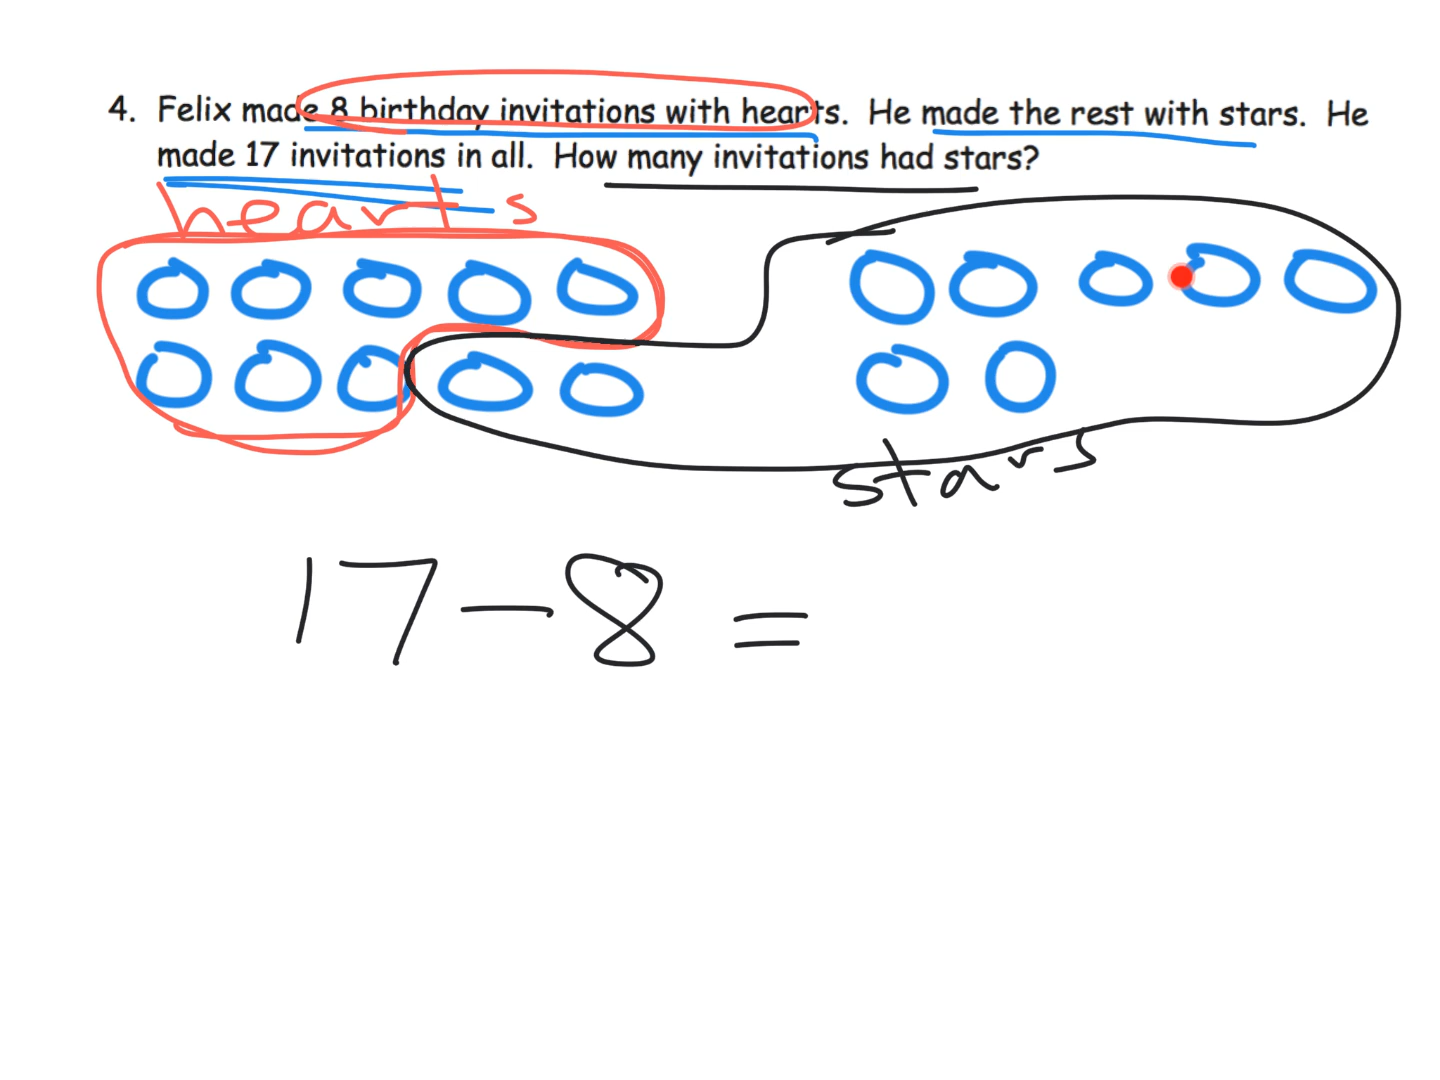 4. Felix made 8 birthday invitations with hearts. He made the rest with stars. He
made 17 invitations in all. How many invitations had stars?
hearts
stars
17-8=